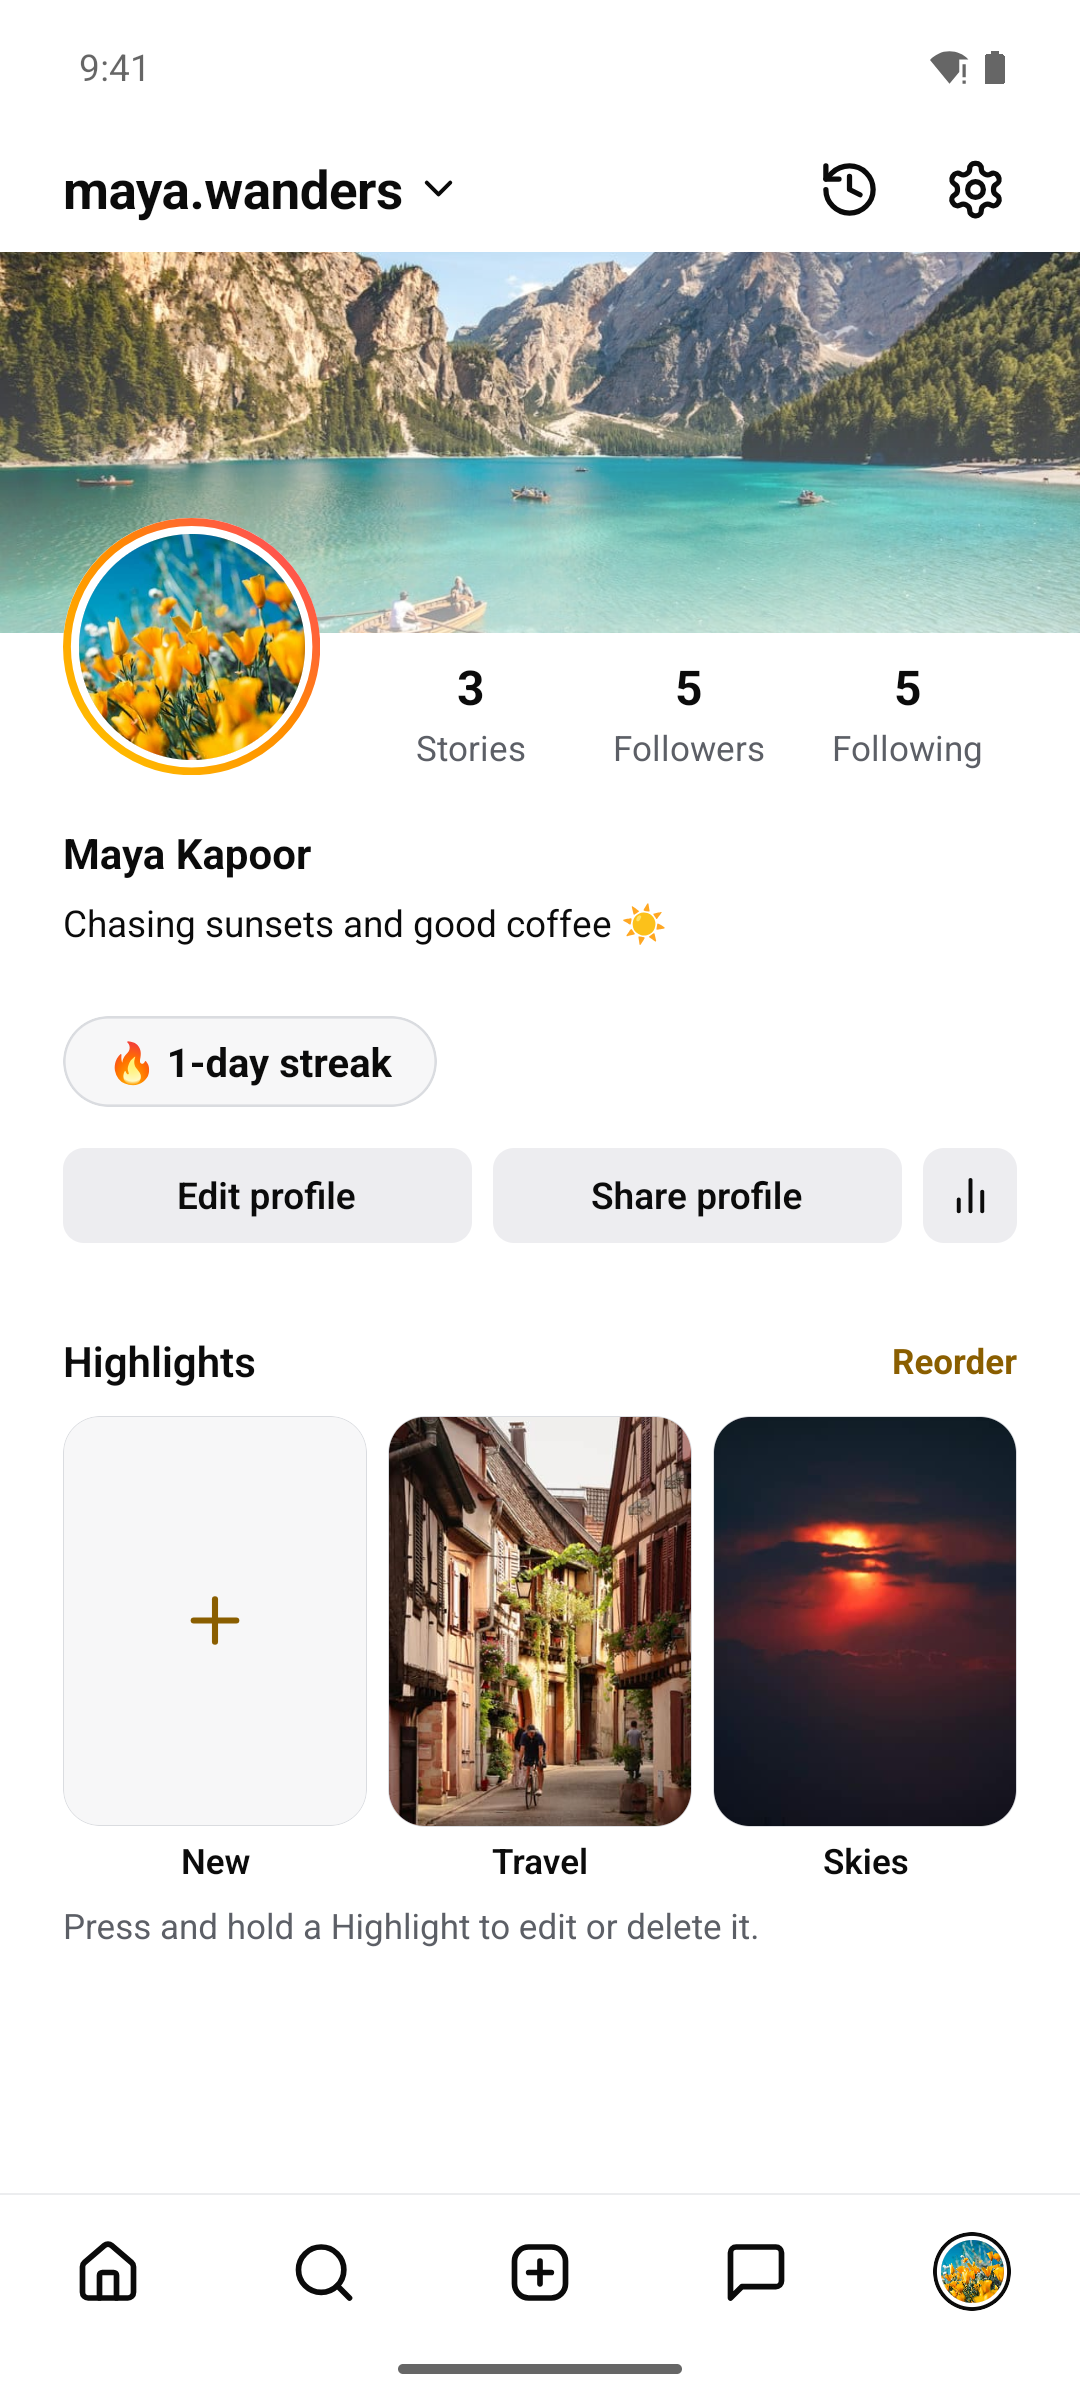 9:41
maya.wanders
3
Stories
5
Followers
5
Following
Maya Kapoor
Chasing sunsets and good coffee ☀️
🔥 1-day streak
Edit profile
Share profile
Highlights
Reorder
New
Travel
Skies
Press and hold a Highlight to edit or delete it.